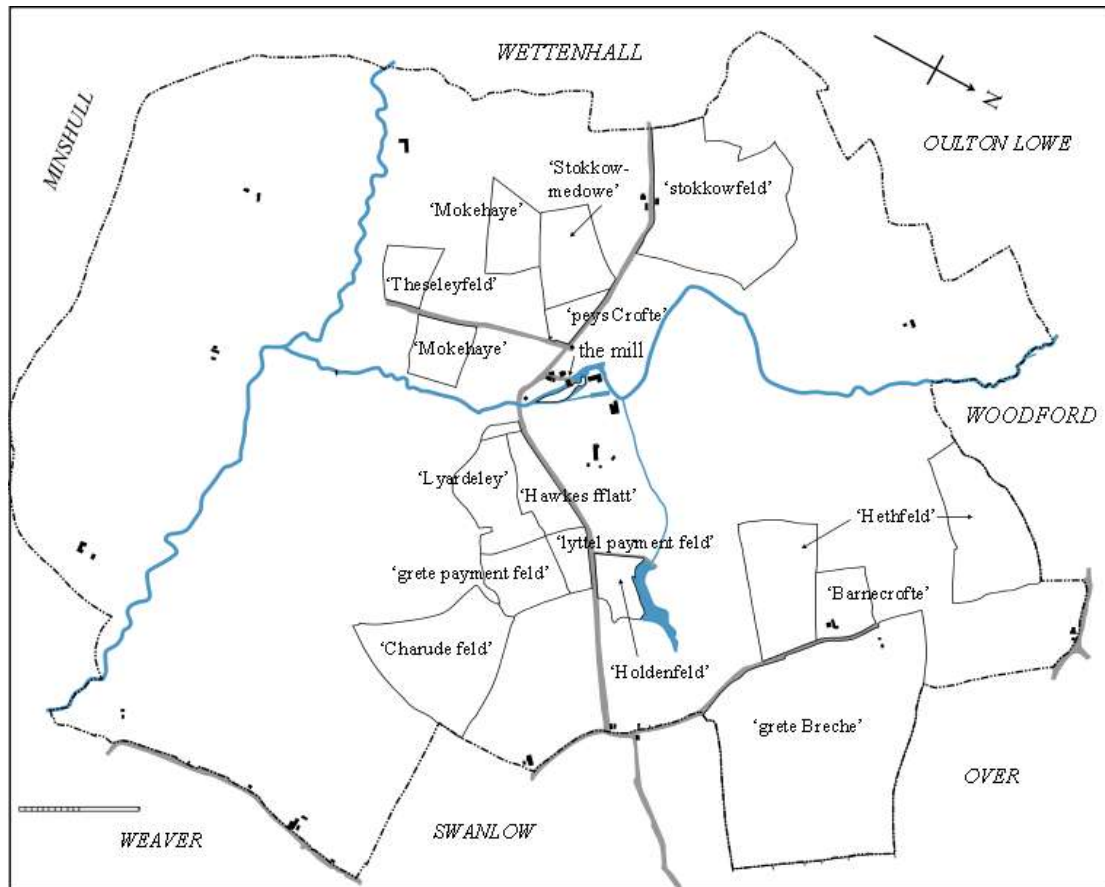 WETTENHALL
MINSHULL
N
OULTON LOWE
‘Stokkow-
medowe’
‘stokkowfeld’
‘Mokehaye’
‘Theseleyfeld’
‘peys Crofte’
‘Mokehaye’
the mill
WOODFORD
‘Lyardeley’
‘Hawkes fflatt’
‘Hethfeld’
‘lyttel payment feld’
‘grete payment feld’
‘Barnecrofte’
‘Charude feld’
‘Holdenfeld’
‘grete Breche’
OVER
WEAVER
SWANLOW